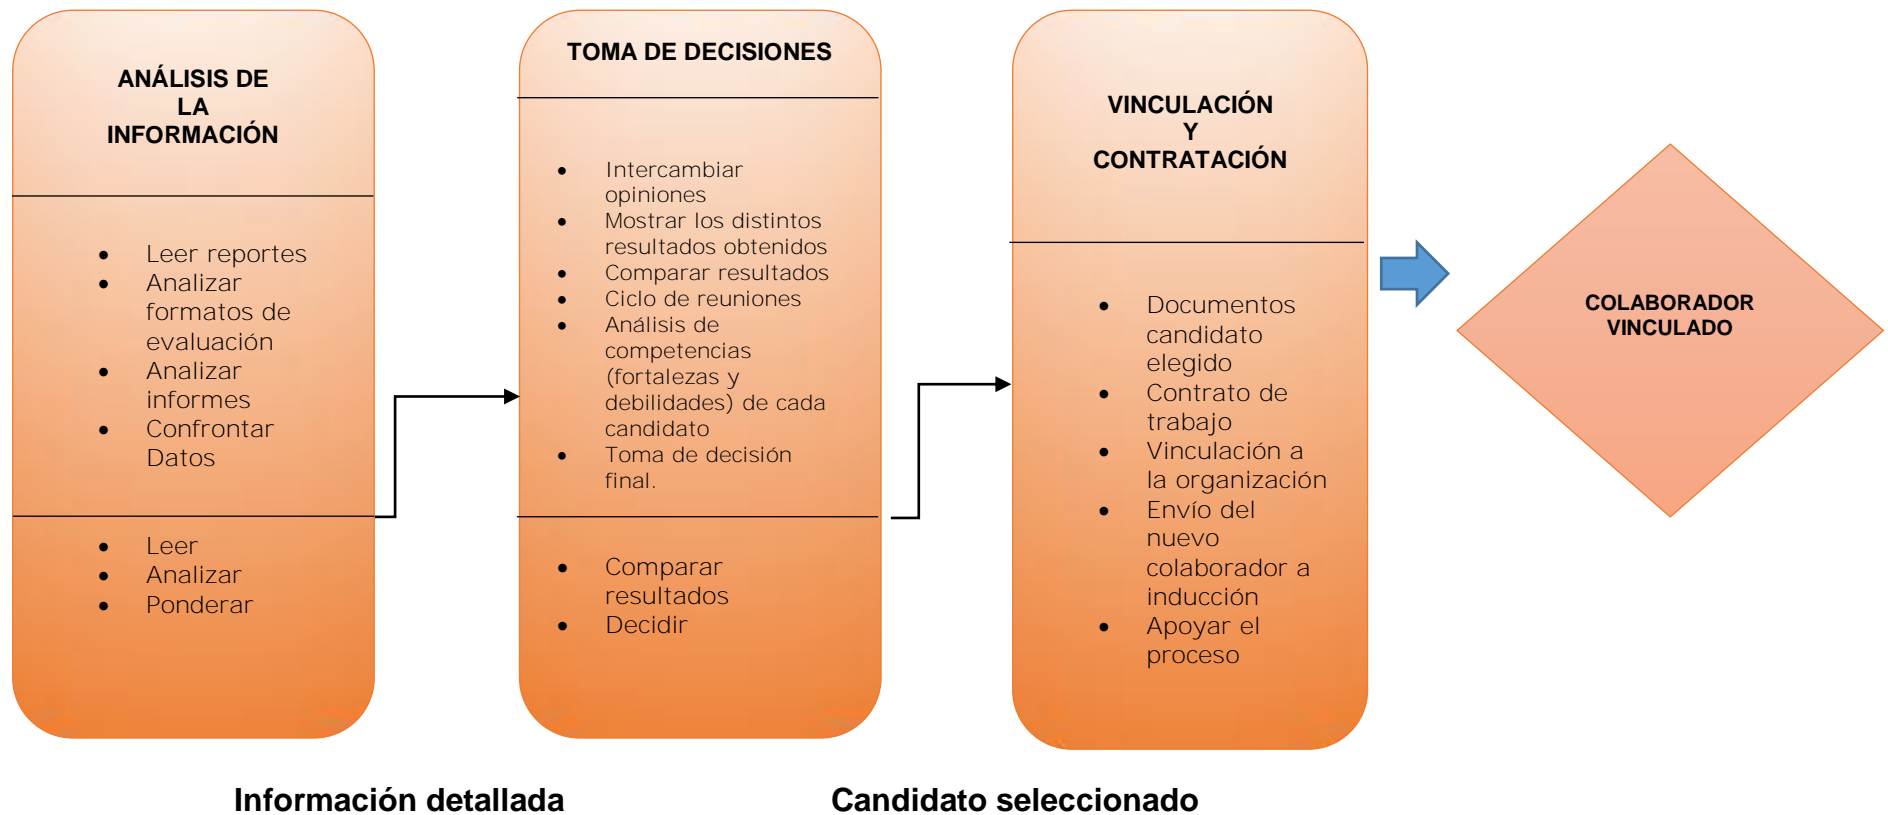 ANÁLISIS DE
LA
INFORMACIÓN
Leer reportes
Analizar
formatos de
evaluación
Analizar
informes
Confrontar
Datos
Leer
Analizar
Ponderar
TOMA DE DECISIONES
Intercambiar
opiniones
Mostrar los distintos
resultados obtenidos
Comparar resultados
Ciclo de reuniones
Análisis de
competencias
(fortalezas y
debilidades) de cada
candidato
Toma de decisión
final.
Comparar
resultados
Decidir
VINCULACIÓN
Y
CONTRATACIÓN
Documentos
candidato
elegido
Contrato de
trabajo
Vinculación a
la organización
Envío del
nuevo
colaborador a
inducción
Apoyar el
proceso
COLABORADOR
VINCULADO
Información detallada
Candidato seleccionado